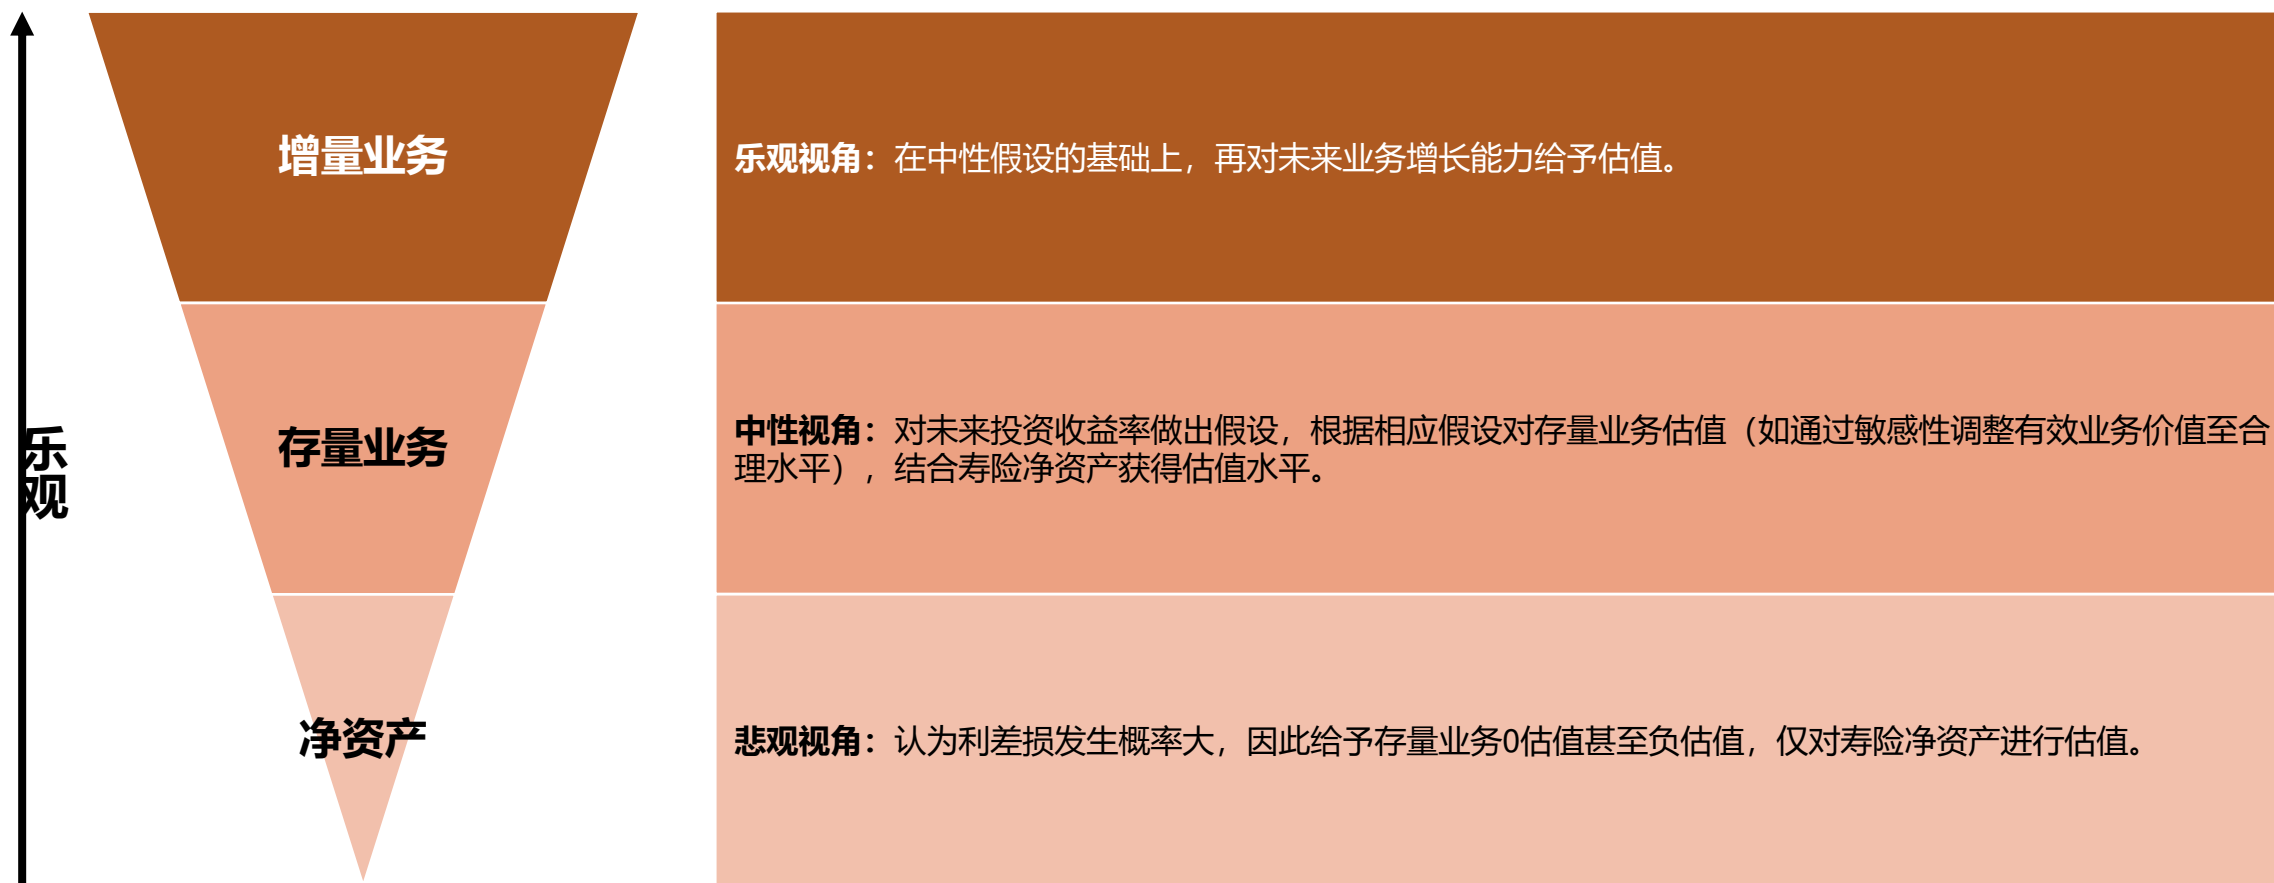 增量业务
乐观视角：在中性假设的基础上，再对未来业务增长能力给予估值。
乐观
存量业务
中性视角：对未来投资收益率做出假设，根据相应假设对存量业务估值（如通过敏感性调整有效业务价值至合
理水平），结合寿险净资产获得估值水平。
净资产
悲观视角：认为利差损发生概率大，因此给予存量业务0估值甚至负估值，仅对寿险净资产进行估值。